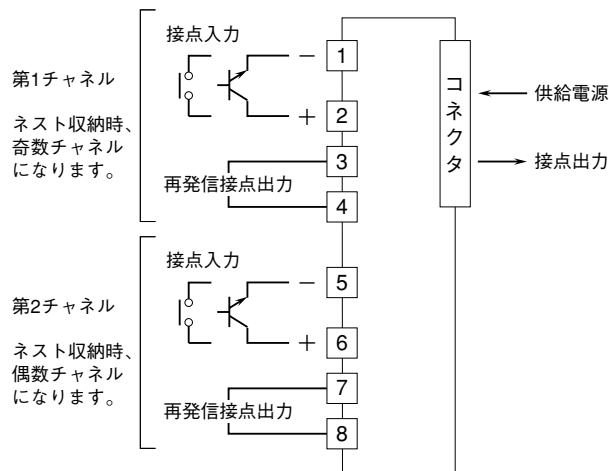 第1チャネル
ネスト収納時、
奇数チャネル
になります。
接点入力
−
1
+
2
3
再発信接点出力
4
第2チャネル
ネスト収納時、
偶数チャネル
になります。
接点入力
−
5
+
6
7
再発信接点出力
8
コネクタ
供給電源
接点出力